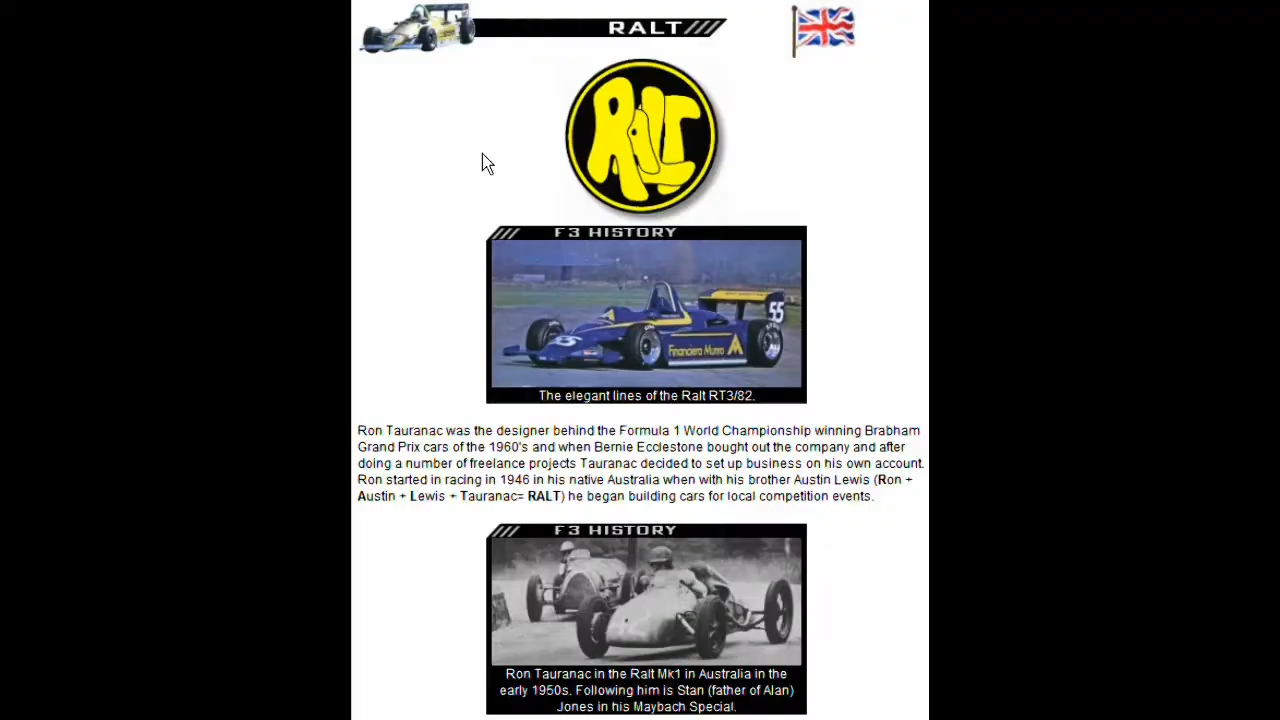 RALT
RALT
F3 HISTORY
55
Financiera Munro
The elegant lines of the Ralt RT3/82.
Ron Tauranac was the designer behind the Formula 1 World Championship winning Brabham
Grand Prix cars of the 1960's and when Bernie Ecclestone bought out the company and after
doing a number of freelance projects Tauranac decided to set up business on his own account.
Ron started in racing in 1946 in his native Australia when with his brother Austin Lewis (Ron +
Austin + Lewis + Tauranac= RALT) he began building cars for local competition events.
F3 HISTORY
Ron Tauranac in the Ralt Mk1 in Australia in the
early 1950s. Following him is Stan (father of Alan)
Jones in his Maybach Special.